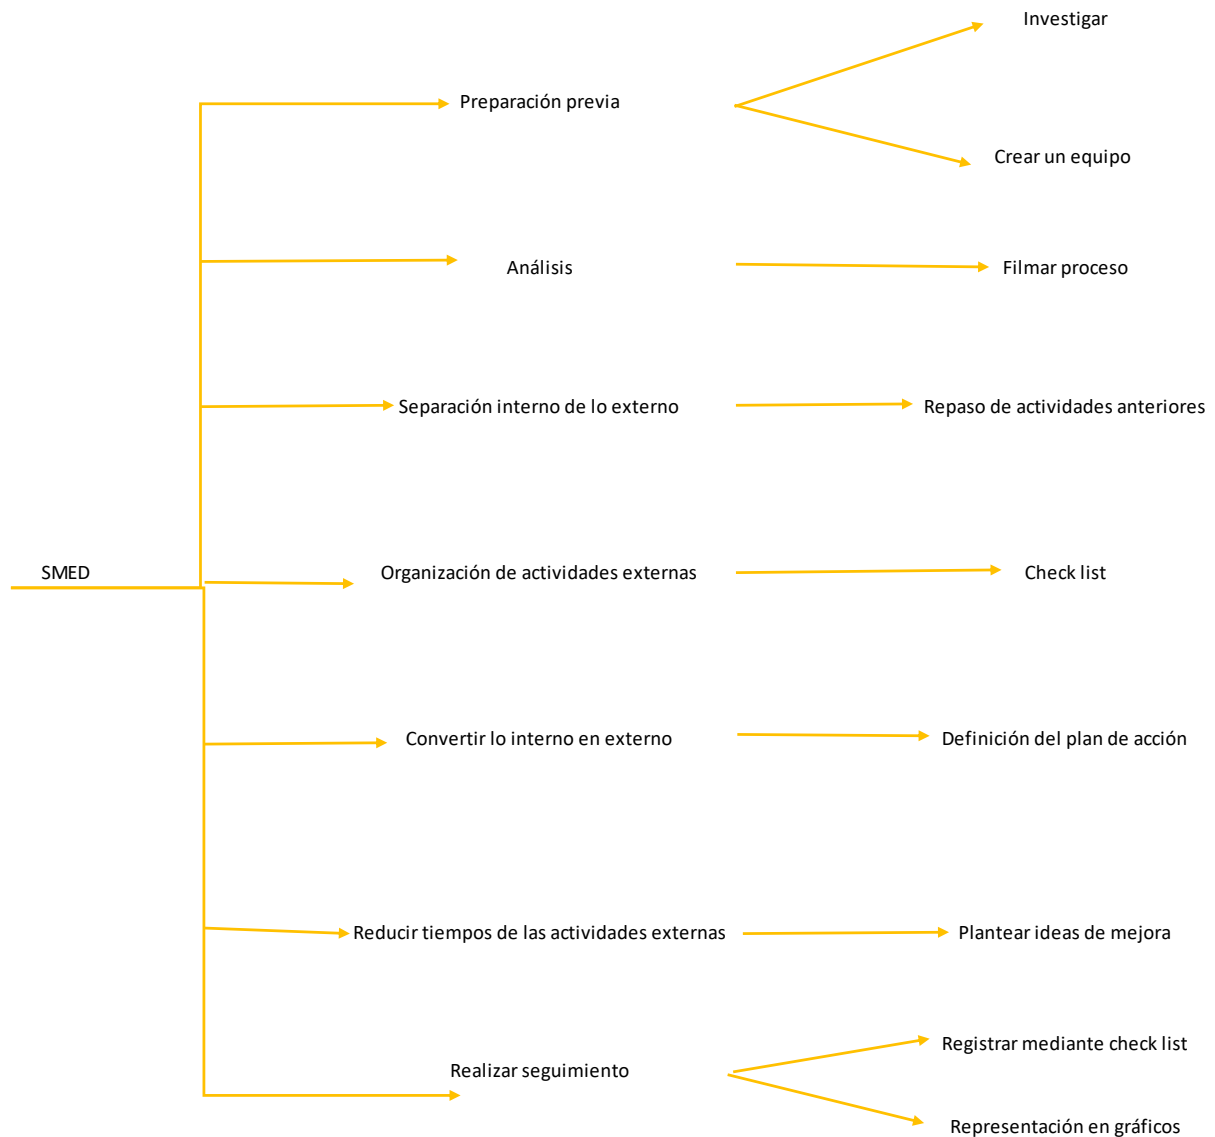 Investigar
Preparación previa
Crear un equipo
Análisis
Filmar proceso
Separación interno de lo externo
Repaso de actividades anteriores
SMED
Organización de actividades externas
Check list
Convertir lo interno en externo
Definición del plan de acción
Reducir tiempos de las actividades externas
Plantear ideas de mejora
Realizar seguimiento
Registrar mediante check list
Representación en gráficos